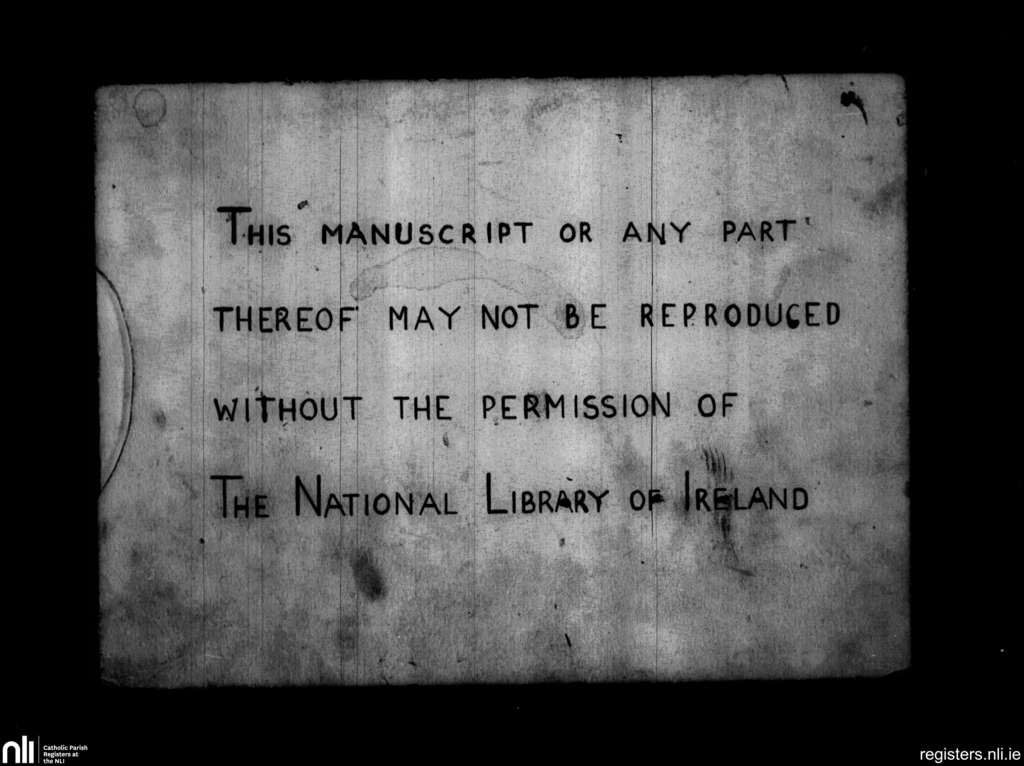 THIS MANUSCRIPT OR ANY PART
THEREOF MAY NOT BE REPRODUCED
WITHOUT THE PERMISSION OF
THE NATIONAL LIBRARY OF IRELAND
nli
Catholic Parish
Registers at
the NLI
registers.nli.ie